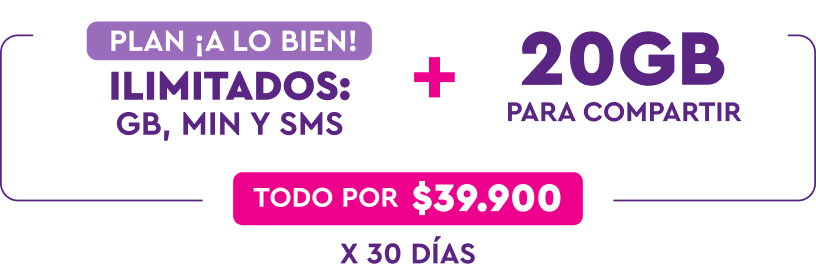 PLAN ¡A LO BIEN!
ILIMITADOS:
GB, MIN Y SMS
+
20GB
PARA COMPARTIR
TODO POR $39.900
X 30 DÍAS